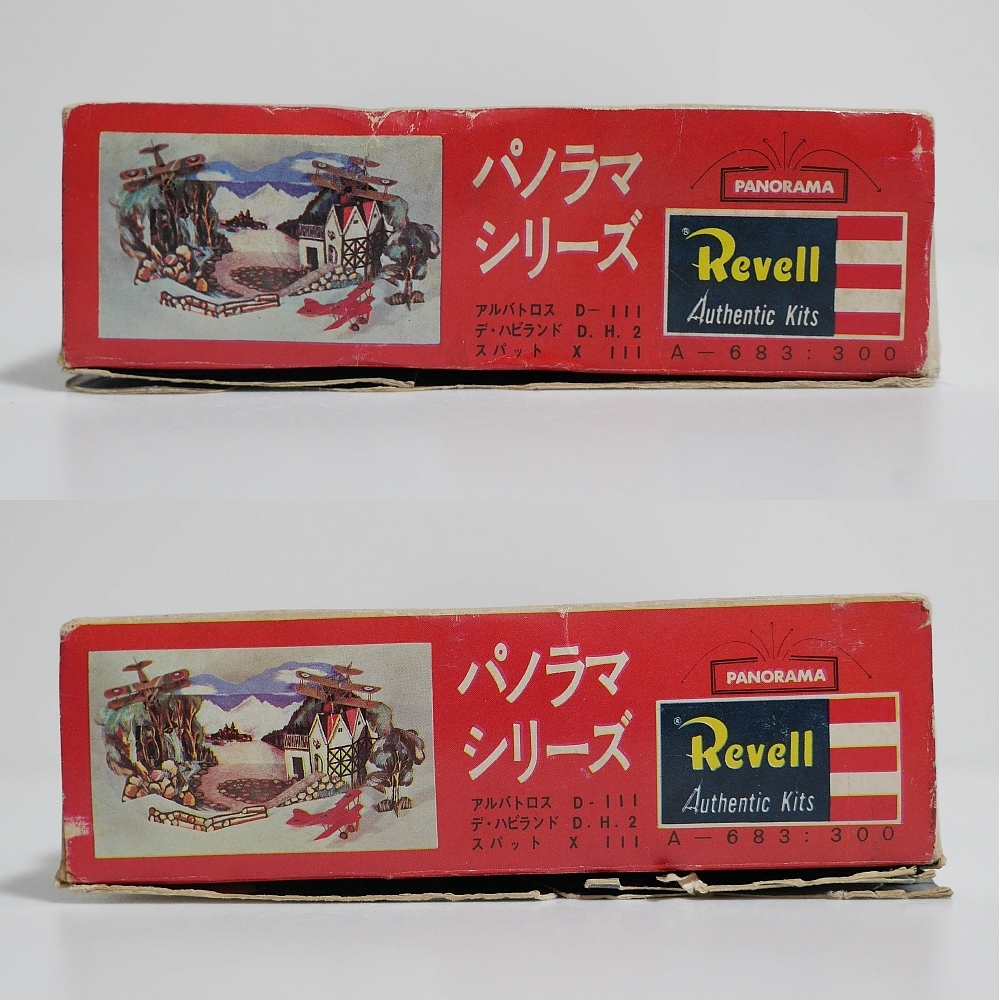 パノラマ
シリーズ
アルバトロス D-III
デ・ハビランド D. H. 2
スパット X III
PANORAMA
® Revell
Authentic Kits
A-683:300
パノラマ
シリーズ
アルバトロス D-III
デ・ハビランド D. H. 2
スパット X III
PANORAMA
® Revell
Authentic Kits
A-683:300